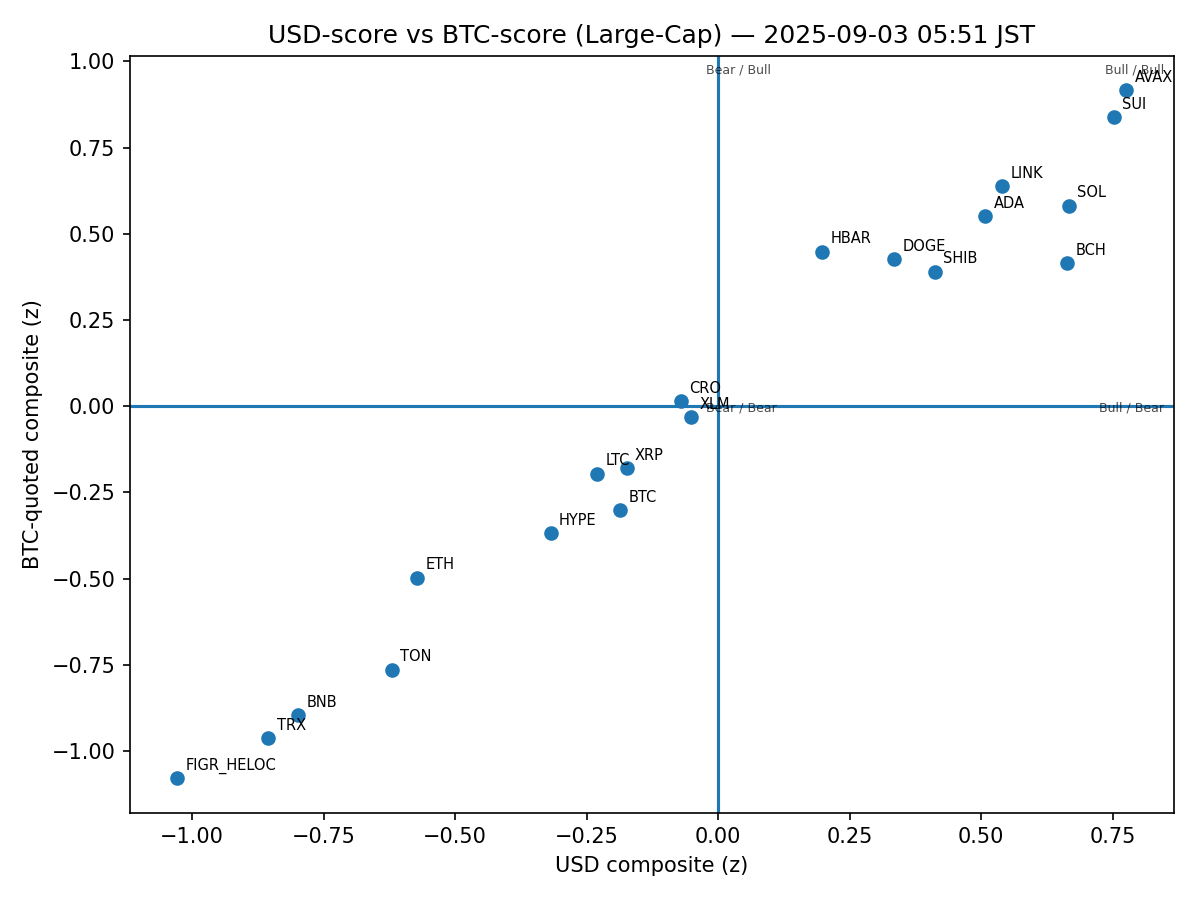 USD-score vs BTC-score (Large-Cap) — 2025-09-03 05:51 JST
Bear / Bull
Bull / Bull
AVAX
SUI
LINK
SOL
ADA
HBAR
DOGE
BCH
SHIB
CRO
XLM
Bear / Bear
Bull / Bear
XRP
LTC
BTC
HYPE
ETH
TON
BNB
TRX
FIGR_HELOC
1.00
0.75
0.50
0.25
0.00
−0.25
−0.50
−0.75
−1.00
BTC-quoted composite (z)
−1.00
−0.75
−0.50
−0.25
0.00
0.25
0.50
0.75
USD composite (z)